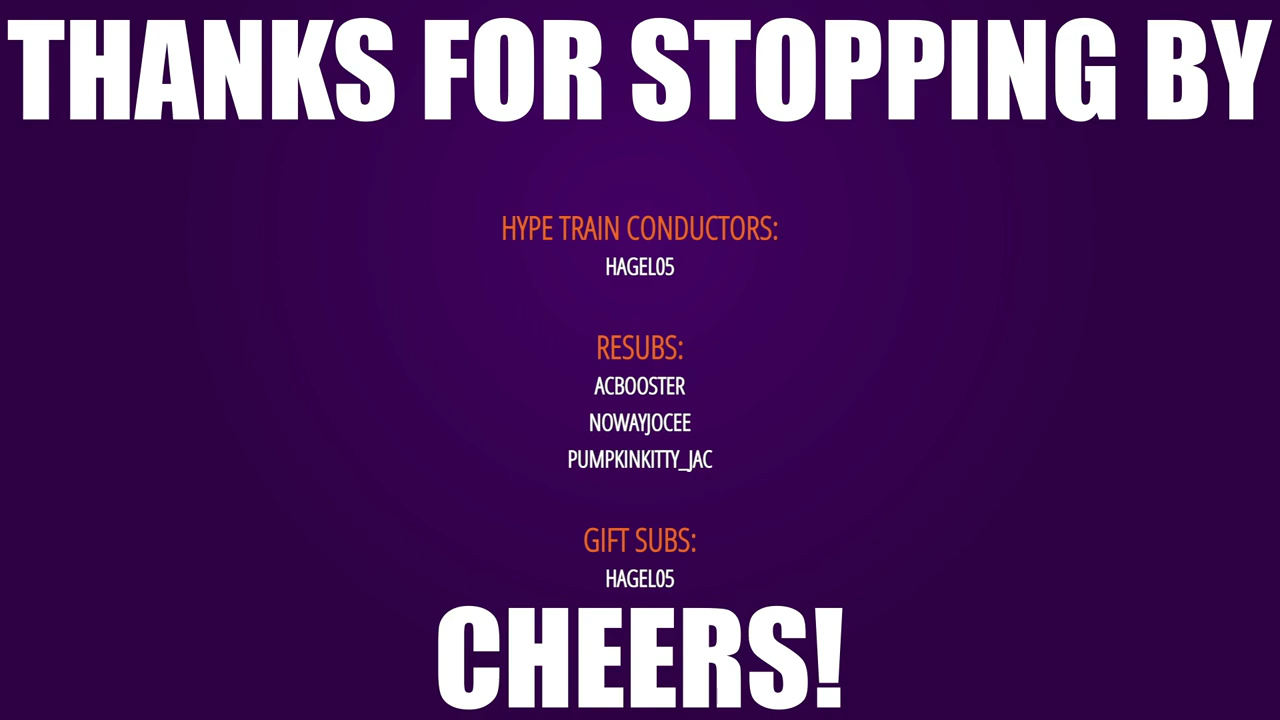 THANKS FOR STOPPING BY
HYPE TRAIN CONDUCTORS:
HAGEL05
RESUBS:
ACBOOSTER
NOWAYJOCEE
PUMPKINKITTY_JAC
GIFT SUBS:
HAGEL05
CHEERS!